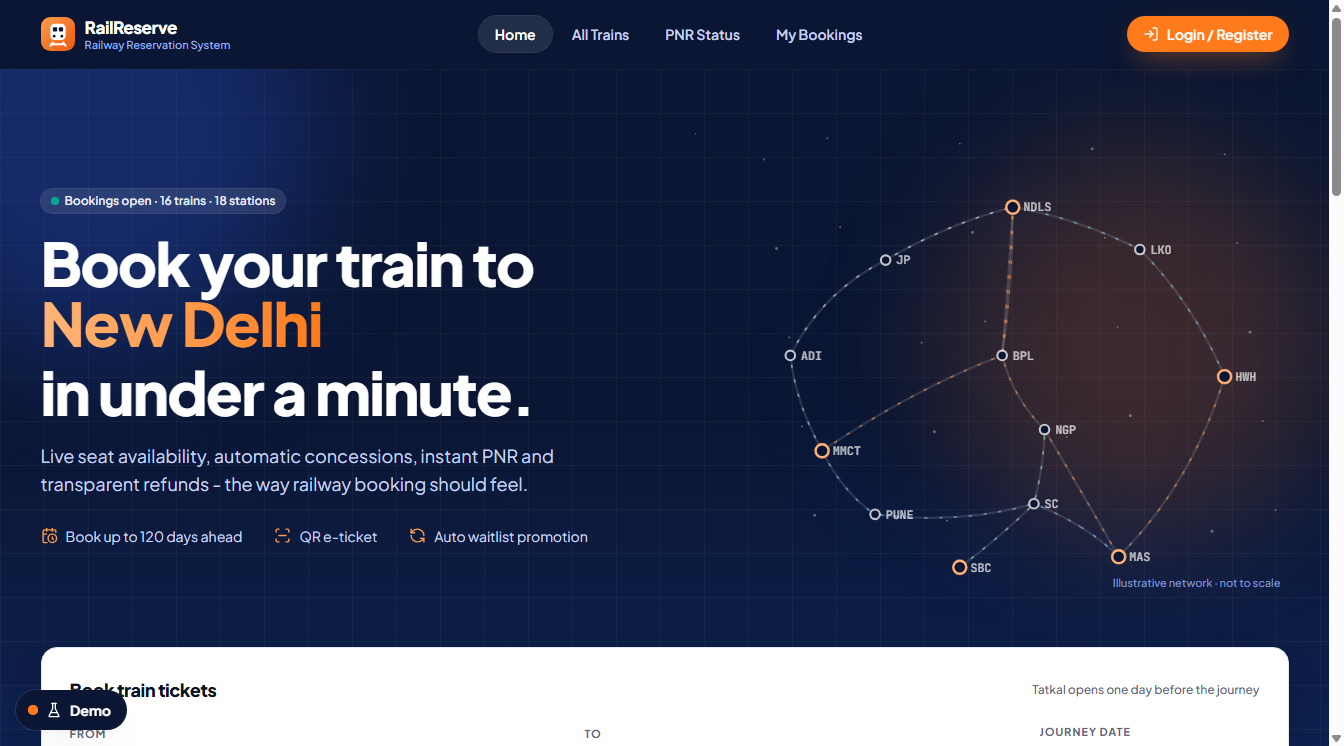 RailReserve
Railway Reservation System
Home
All Trains
PNR Status
My Bookings
Login / Register
Bookings open · 16 trains · 18 stations
Book your train to
New Delhi
in under a minute.
Live seat availability, automatic concessions, instant PNR and
transparent refunds - the way railway booking should feel.
Book up to 120 days ahead
QR e-ticket
Auto waitlist promotion
NDLS
LKO
JP
ADI
BPL
HWH
NGP
MMCT
SC
PUNE
MAS
SBC
Illustrative network · not to scale
Book train tickets
Tatkal opens one day before the journey
Demo
FROM
TO
JOURNEY DATE